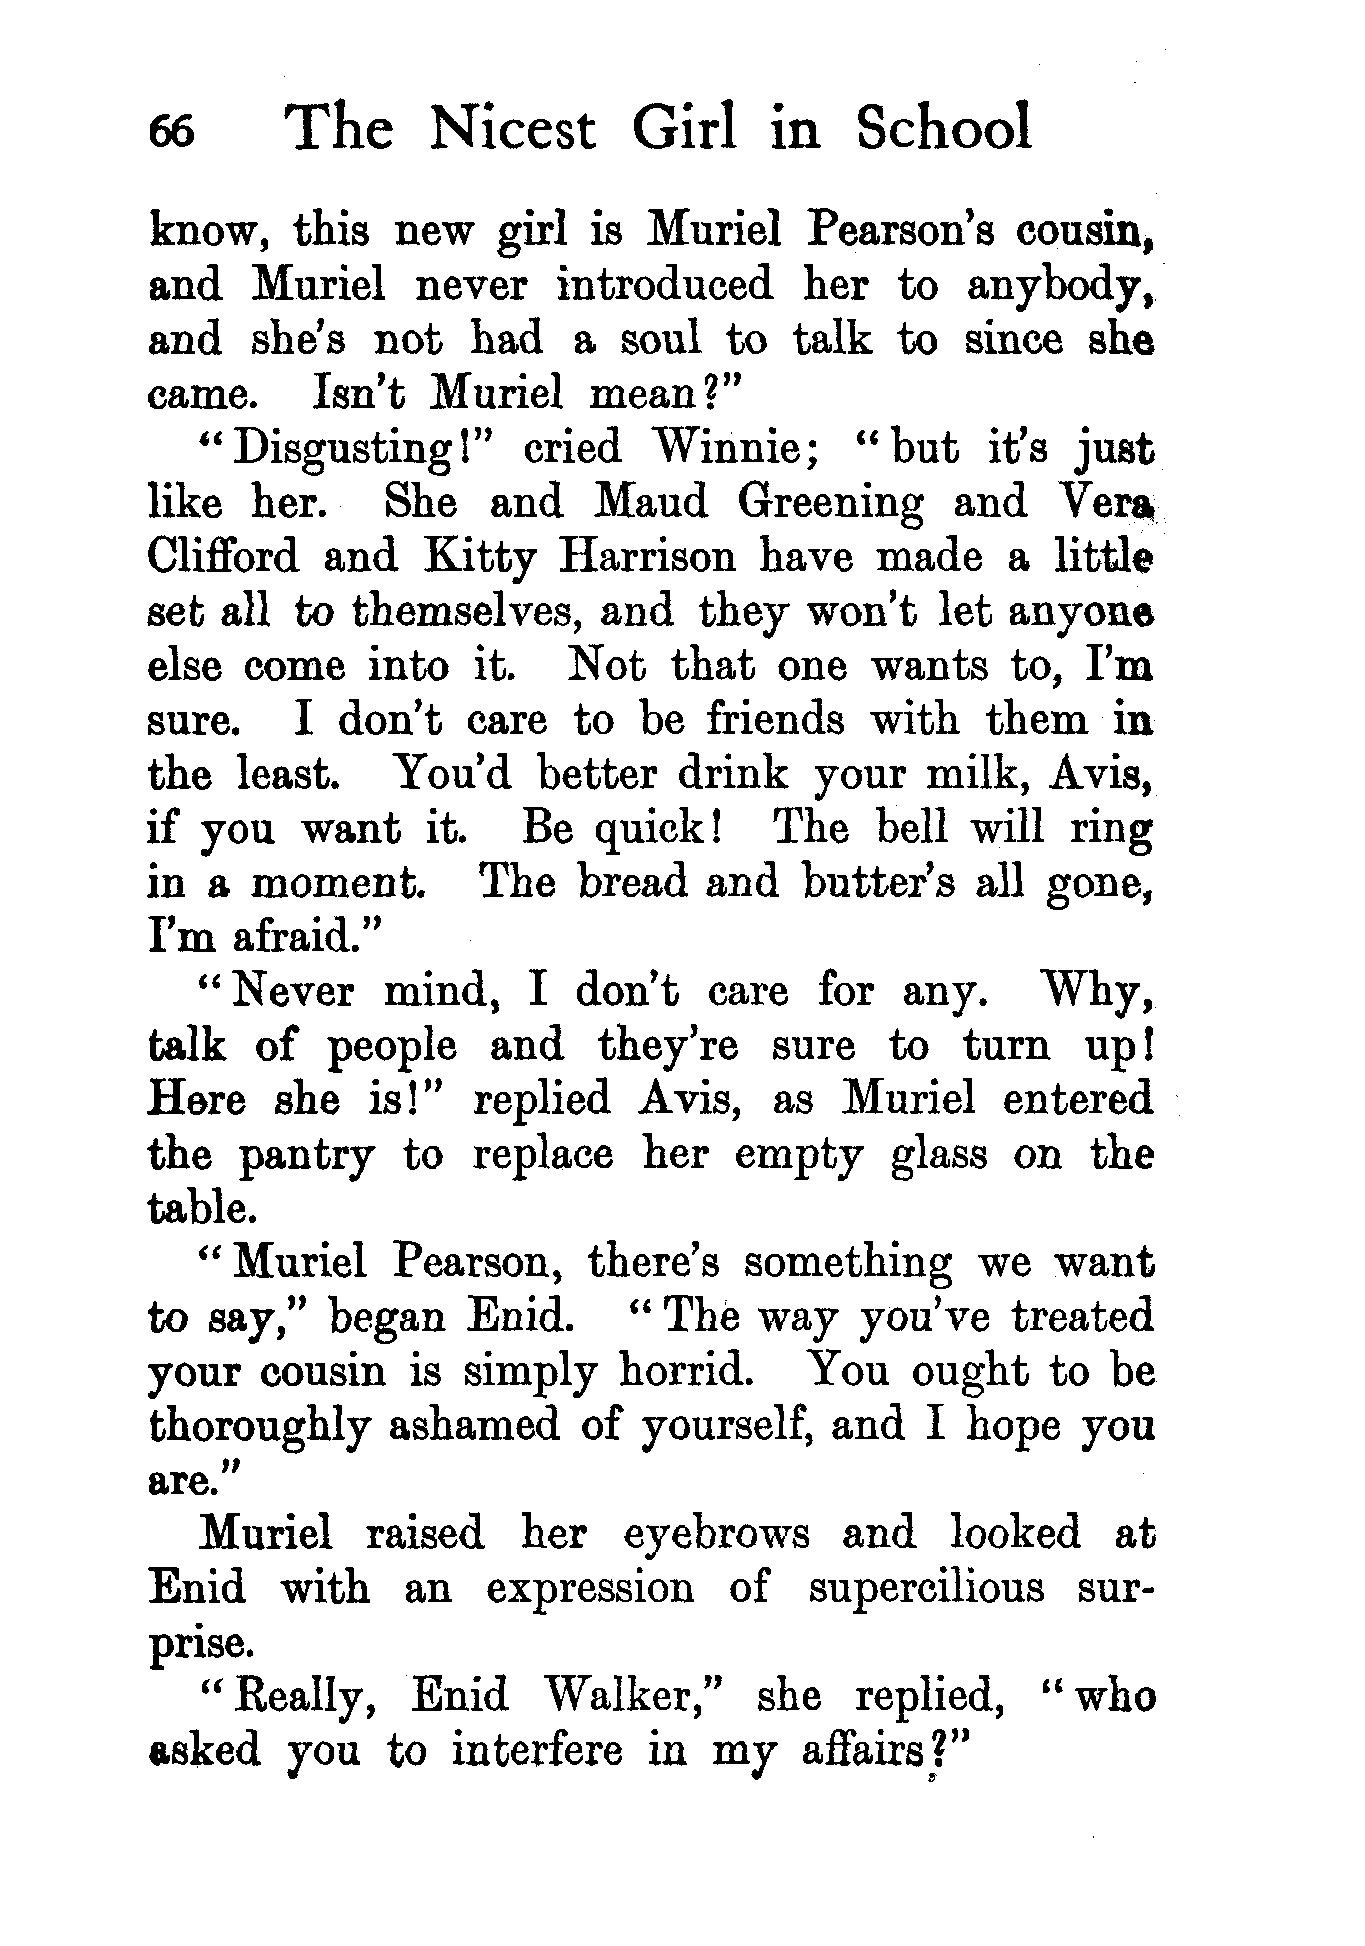 66 The Nicest Girl in School
know, this new girl is Muriel Pearson's cousin,
and Muriel never introduced her to anybody,
and she's not had a soul to talk to since she
came. Isn't Muriel mean?"
"Disgusting!" cried Winnie; "but it's just
like her. She and Maud Greening and Vera
Clifford and Kitty Harrison have made a little
set all to themselves, and they won't let anyone
else come into it. Not that one wants to, I'm
sure. I don't care to be friends with them in
the least. You'd better drink your milk, Avis,
if you want it. Be quick! The bell will ring
in a moment. The bread and butter's all gone,
I'm afraid."
"Never mind, I don't care for any. Why,
talk of people and they're sure to turn up!
Here she is!" replied Avis, as Muriel entered
the pantry to replace her empty glass on the
table.
"Muriel Pearson, there's something we want
to say," began Enid. "The way you've treated
your cousin is simply horrid. You ought to be
thoroughly ashamed of yourself, and I hope you
are."
Muriel raised her eyebrows and looked at
Enid with an expression of supercilious sur-
prise.
"Really, Enid Walker," she replied, "who
asked you to interfere in my affairs?"